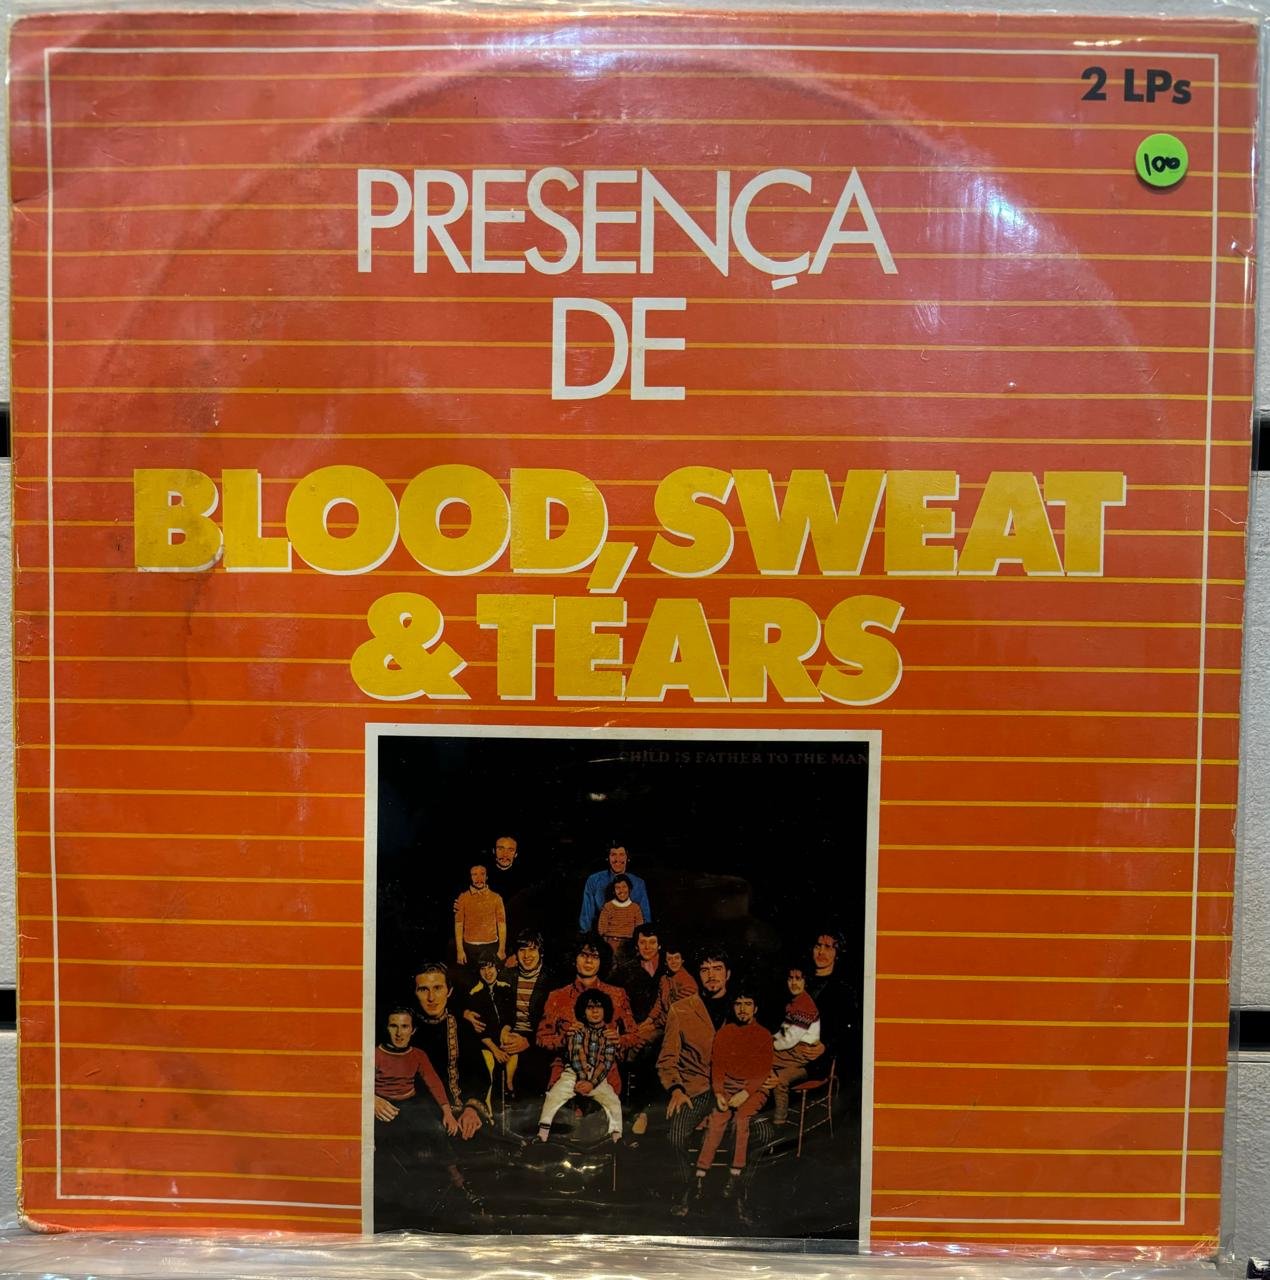 2 LPs
100
PRESENÇA
DE
BLOOD, SWEAT
& TEARS
CHILD IS FATHER TO THE MAN